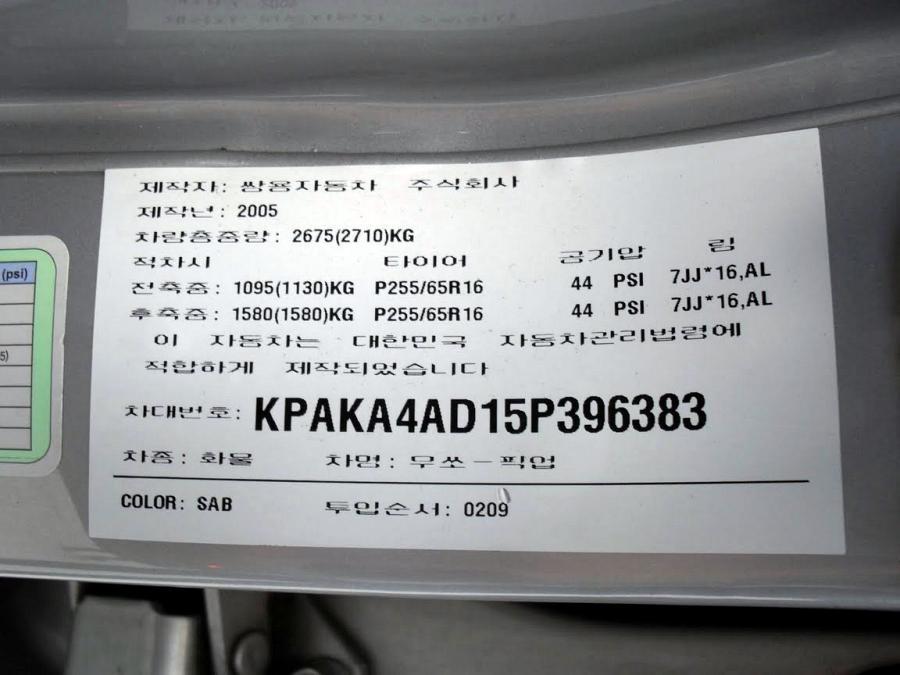 제작자: 쌍용자동차 주식회사
제작년: 2005
차량총중량: 2675(2710)KG
적차시 타이어 공기압 림
전축중: 1095(1130)KG P255/65R16 44 PSI 7JJ*16,AL
후축중: 1580(1580)KG P255/65R16 44 PSI 7JJ*16,AL
이 자동차는 대한민국 자동차관리법령에
적합하게 제작되었습니다
차대번호: KPAKA4AD15P396383
차종: 화물 차명: 무쏘-픽업
COLOR: SAB 투입순서: 0209
(psi)
5)